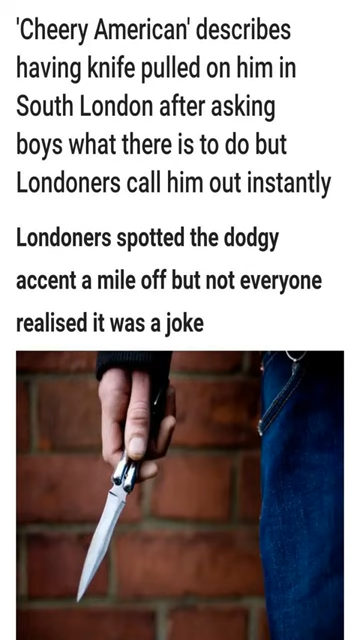 'Cheery American' describes
having knife pulled on him in
South London after asking
boys what there is to do but
Londoners call him out instantly
Londoners spotted the dodgy
accent a mile off but not everyone
realised it was a joke